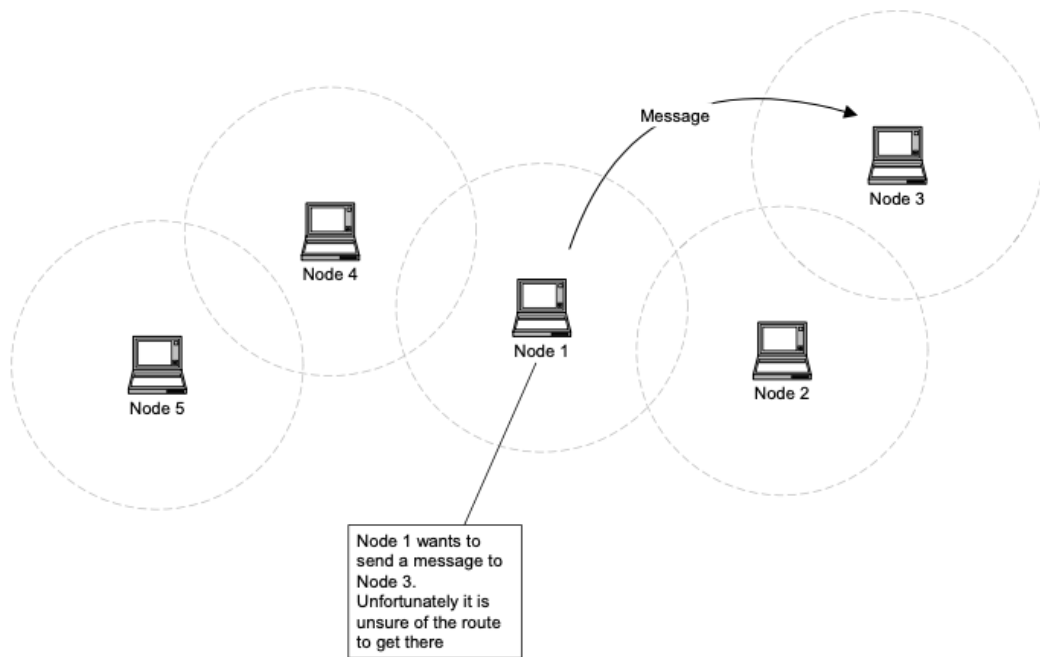 Message
Node 3
Node 4
Node 1
Node 2
Node 5
Node 1 wants to
send a message to
Node 3.
Unfortunately it is
unsure of the route
to get there